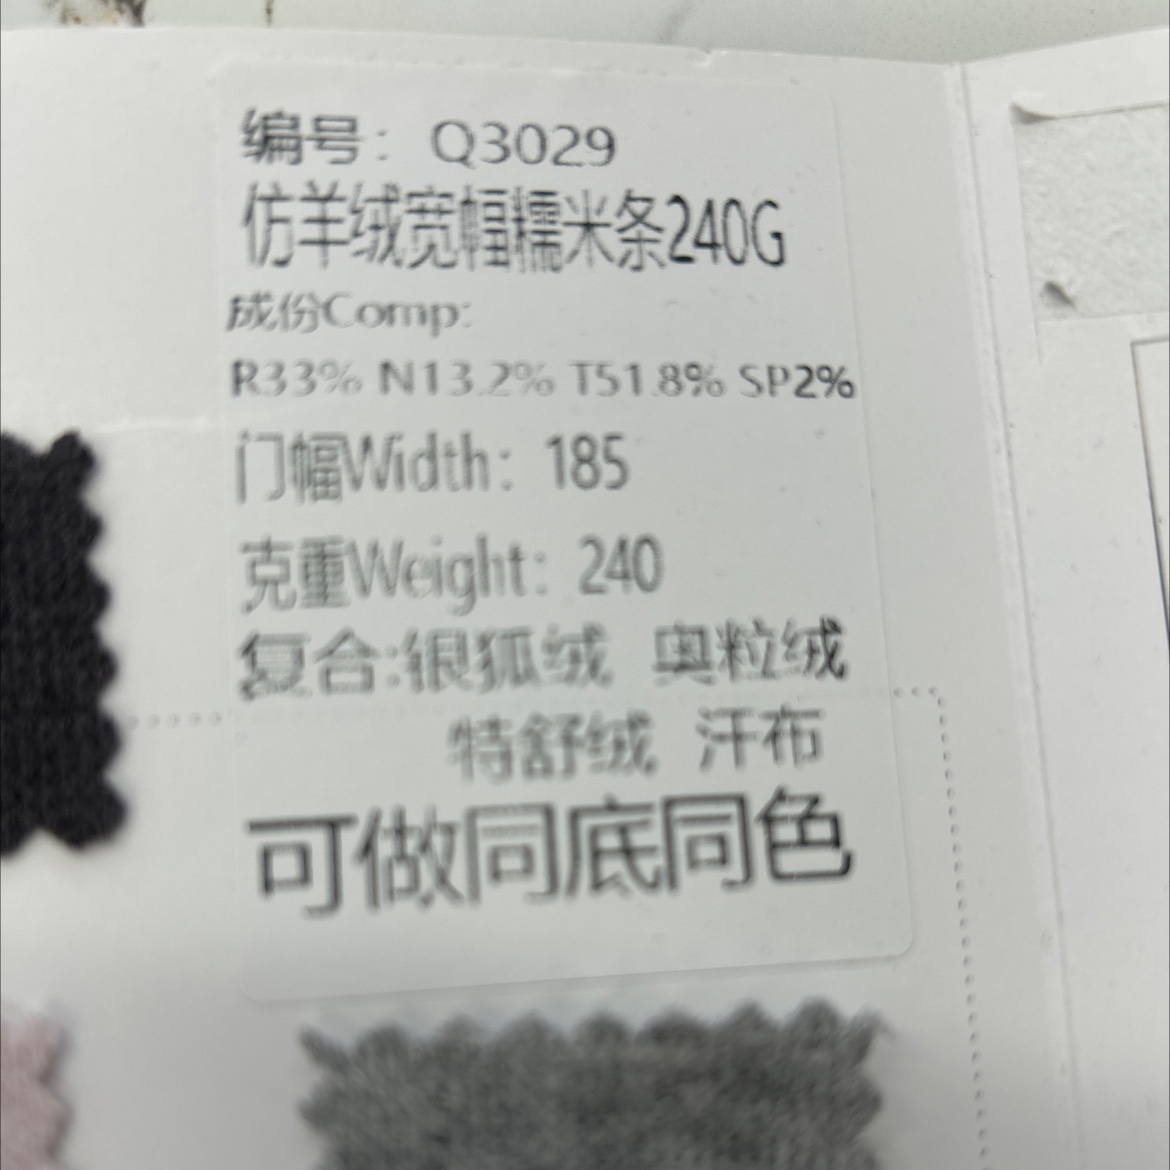 编号：Q3029
仿羊绒宽幅糯米条240G
成份Comp:
R33% N13.2% T51.8% SP2%
门幅Width：185
克重Weight：240
复合:银狐绒 奥粒绒
特舒绒 汗布
可做同底同色